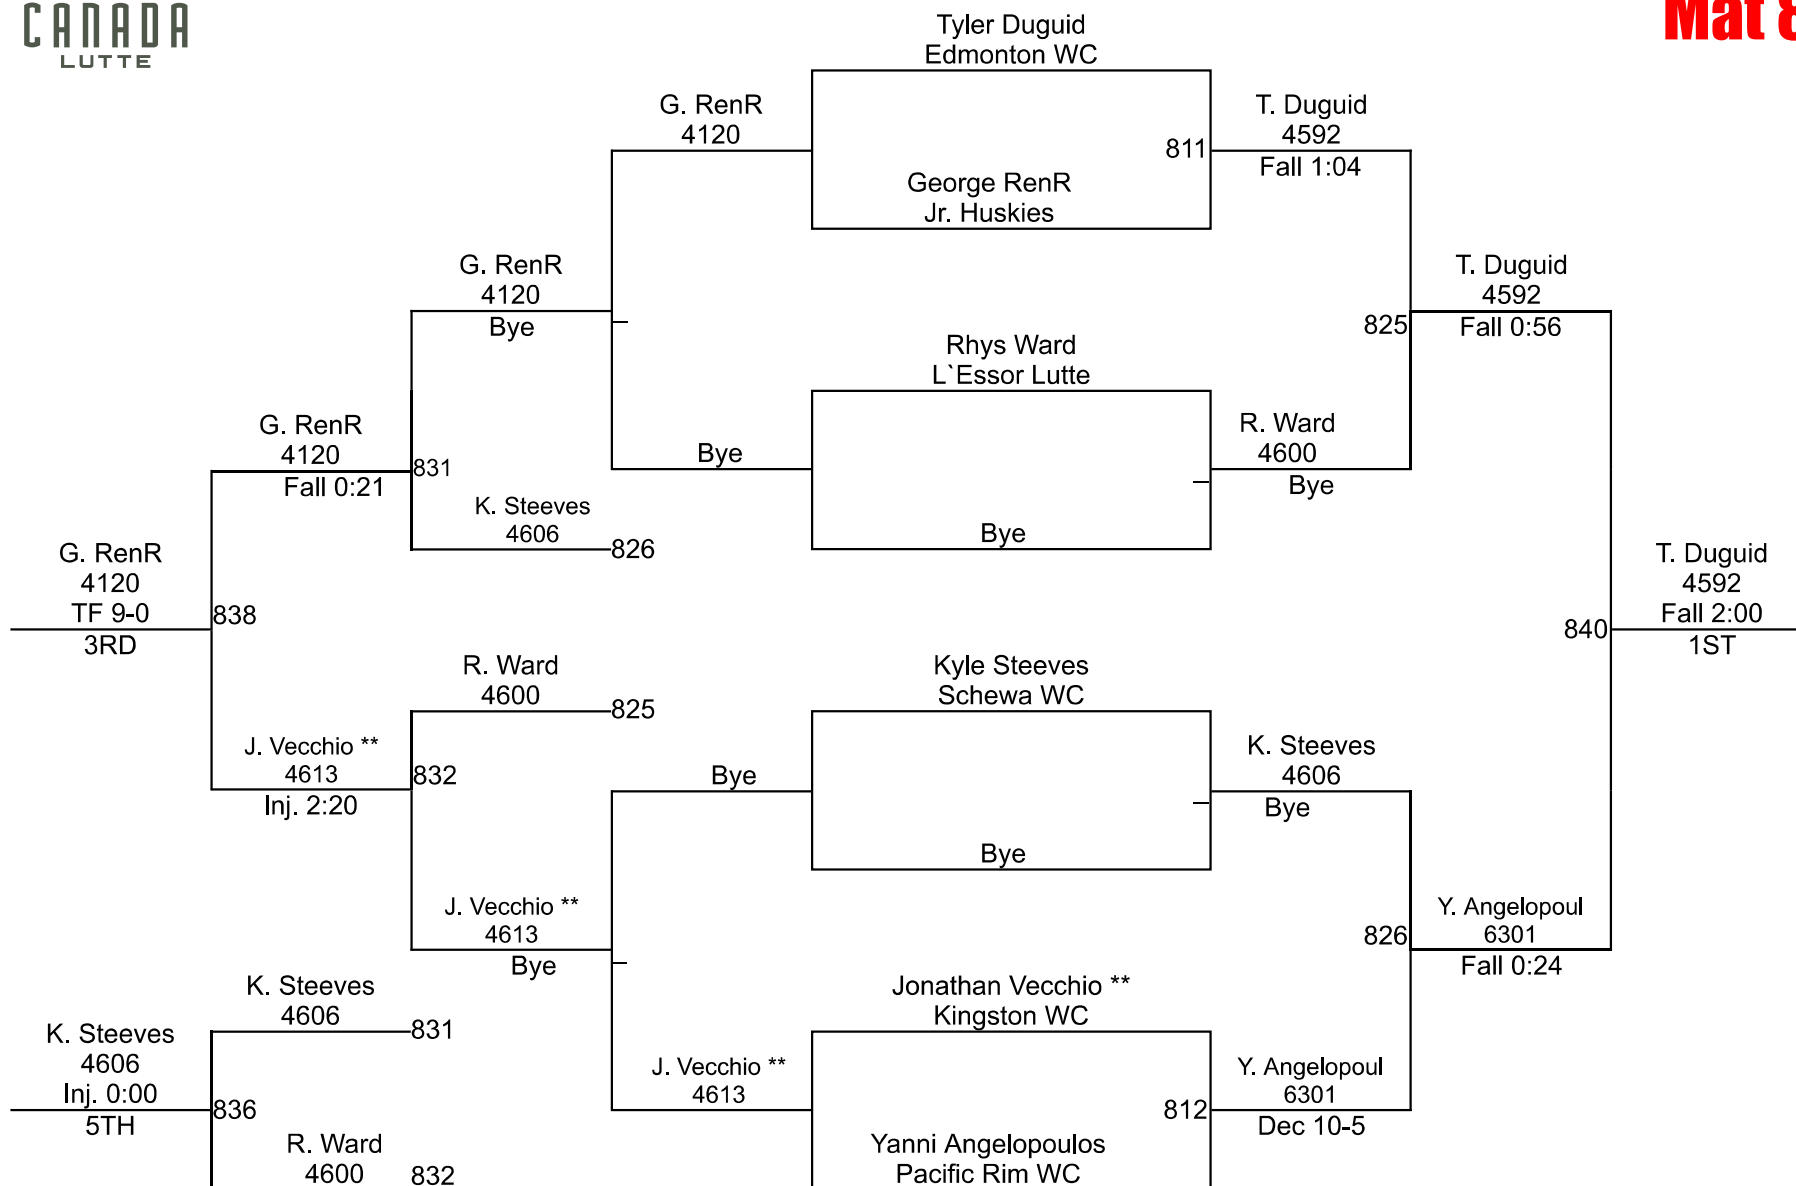 CANADA
LUTTE
Mat 8
Tyler Duguid
Edmonton WC
G. RenR
4120
T. Duguid
4592
Fall 1:04
811
George RenR
Jr. Huskies
G. RenR
4120
Bye
T. Duguid
4592
Fall 0:56
825
Rhys Ward
L`Essor Lutte
G. RenR
4120
Fall 0:21
831
Bye
R. Ward
4600
Bye
K. Steeves
4606
826
Bye
G. RenR
4120
TF 9-0
3RD
838
T. Duguid
4592
Fall 2:00
1ST
840
R. Ward
4600
825
Kyle Steeves
Schewa WC
J. Vecchio **
4613
Inj. 2:20
832
Bye
K. Steeves
4606
Bye
Bye
J. Vecchio **
4613
Bye
Y. Angelopoul
6301
Fall 0:24
826
K. Steeves
4606
831
Jonathan Vecchio **
Kingston WC
K. Steeves
4606
Inj. 0:00
5TH
836
J. Vecchio **
4613
812
Y. Angelopoul
6301
Dec 10-5
R. Ward
4600
832
Yanni Angelopoulos
Pacific Rim WC